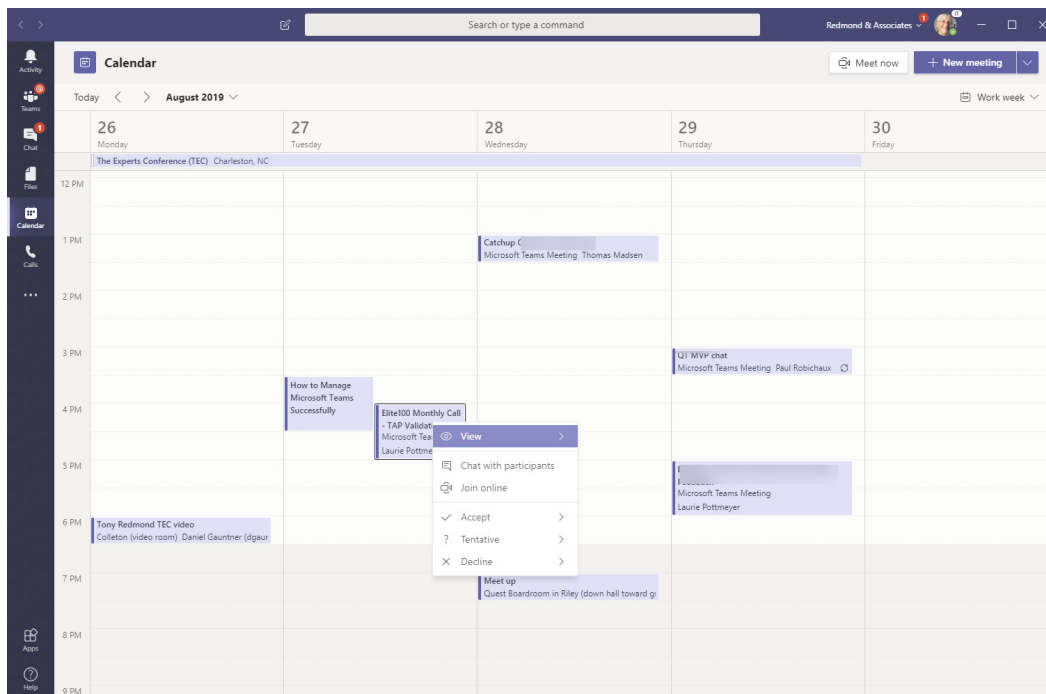 Search or type a command
Redmond & Associates
Activity
Teams
Chat
Files
Calendar
Calls
Apps
Help
Calendar
Meet now
New meeting
Today
August 2019
Work week
26
Monday
27
Tuesday
28
Wednesday
29
Thursday
30
Friday
The Experts Conference (TEC) Charleston, NC
12 PM
1 PM
2 PM
3 PM
4 PM
5 PM
6 PM
7 PM
8 PM
9 PM
Tony Redmond TEC video
Colleton (video room) Daniel Gauntner (dgaur
How to Manage
Microsoft Teams
Successfully
Elite100 Monthly Call
- TAP Validat
Microsoft Tea
Laurie Pottme
View
Chat with participants
Join online
Accept
? Tentative
Decline
Catchup
Microsoft Teams Meeting Thomas Madsen
Meet up
Quest Boardroom in Riley (down hall toward g
QT MVP chat
Microsoft Teams Meeting Paul Robichaux
Microsoft Teams Meeting
Laurie Pottmeyer